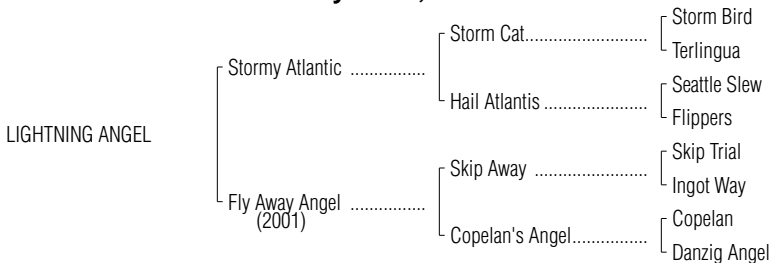 Storm Bird
Storm Cat..............................
Terlingua
Stormy Atlantic ................
Seattle Slew
Hail Atlantis ..........................
Flippers
LIGHTNING ANGEL
Skip Trial
Skip Away ............................
Ingot Way
Fly Away Angel ................
(2001)
Copelan
Copelan's Angel...................
Danzig Angel